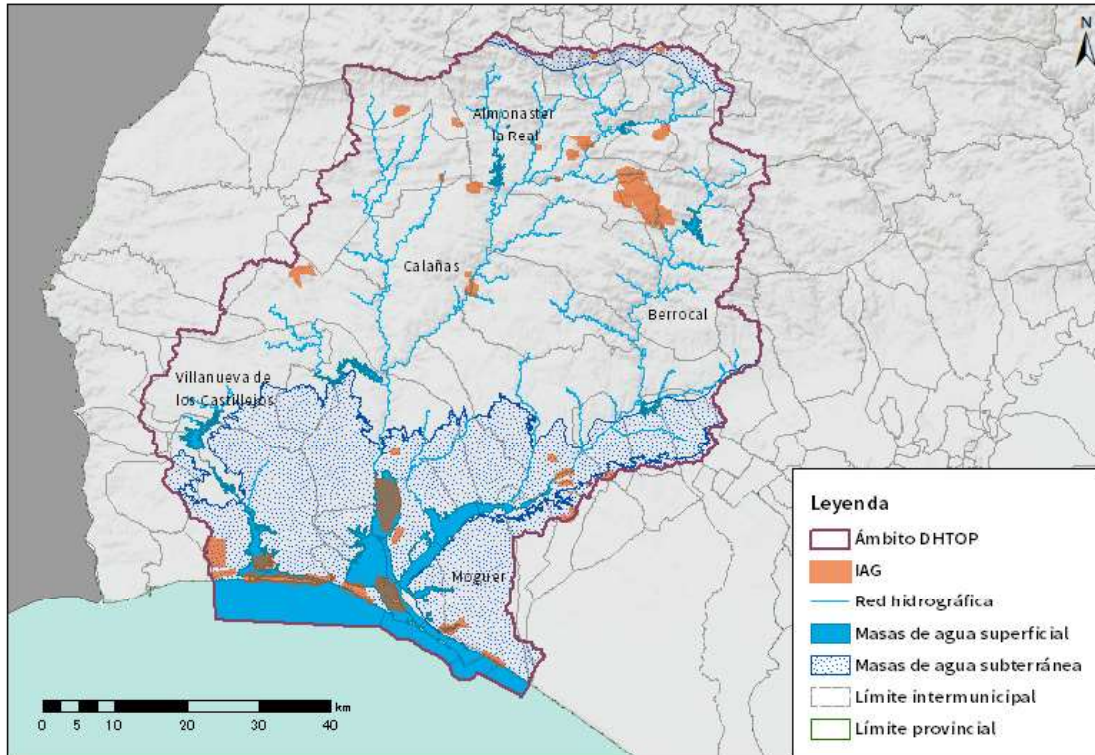 N
Almonaster
la Real
Calañas
Berrocal
Villanueva de
los Castillejos
Moguer
km
0 5 10 20 30 40
Leyenda
Ámbito DHTOP
IAG
Red hidrográfica
Masas de agua superficial
Masas de agua subterránea
Límite intermunicipal
Límite provincial